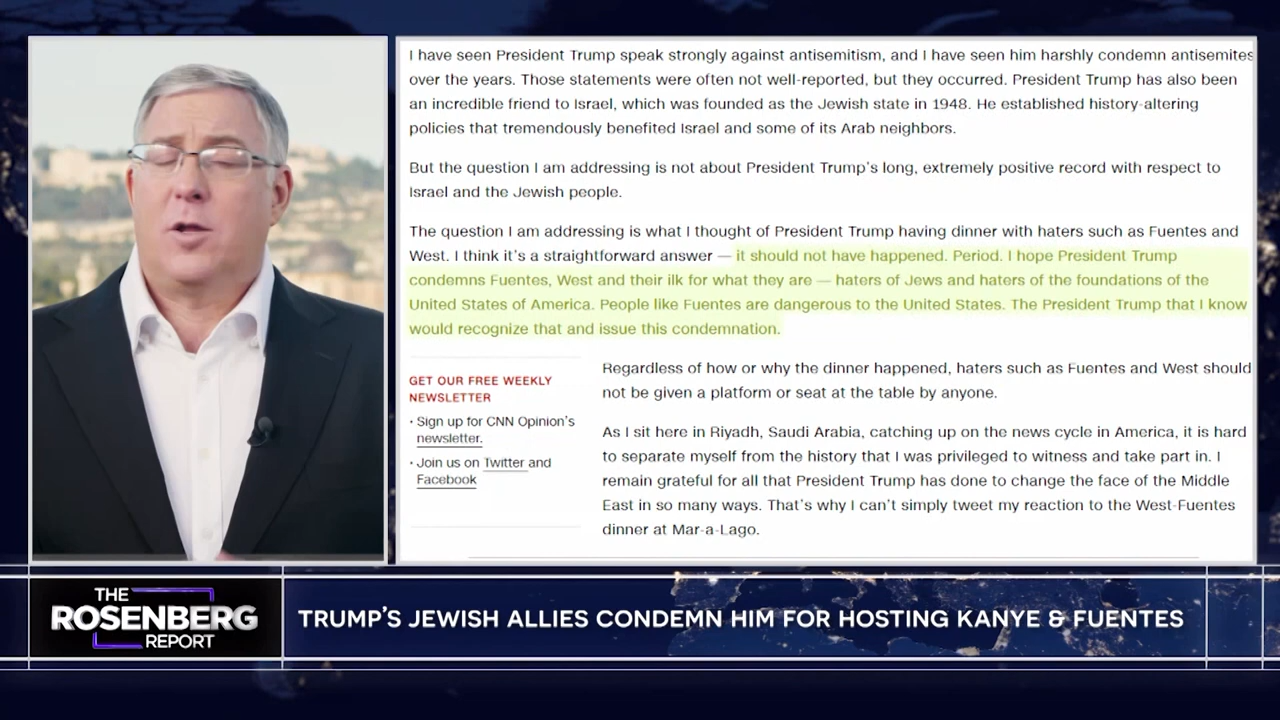 I have seen President Trump speak strongly against antisemitism, and I have seen him harshly condemn antisemites
over the years. Those statements were often not well-reported, but they occurred. President Trump has also been
an incredible friend to Israel, which was founded as the Jewish state in 1948. He established history-altering
policies that tremendously benefited Israel and some of its Arab neighbors.
But the question I am addressing is not about President Trump's long, extremely positive record with respect to
Israel and the Jewish people.
The question I am addressing is what I thought of President Trump having dinner with haters such as Fuentes and
West. I think it's a straightforward answer — it should not have happened. Period. I hope President Trump
condemns Fuentes, West and their ilk for what they are — haters of Jews and haters of the foundations of the
United States of America. People like Fuentes are dangerous to the United States. The President Trump that I know
would recognize that and issue this condemnation.
GET OUR FREE WEEKLY
NEWSLETTER
· Sign up for CNN Opinion's
newsletter.
· Join us on Twitter and
Facebook
Regardless of how or why the dinner happened, haters such as Fuentes and West should
not be given a platform or seat at the table by anyone.
As I sit here in Riyadh, Saudi Arabia, catching up on the news cycle in America, it is hard
to separate myself from the history that I was privileged to witness and take part in. I
remain grateful for all that President Trump has done to change the face of the Middle
East in so many ways. That's why I can't simply tweet my reaction to the West-Fuentes
dinner at Mar-a-Lago.
THE
ROSENBERG
REPORT
TRUMP'S JEWISH ALLIES CONDEMN HIM FOR HOSTING KANYE & FUENTES